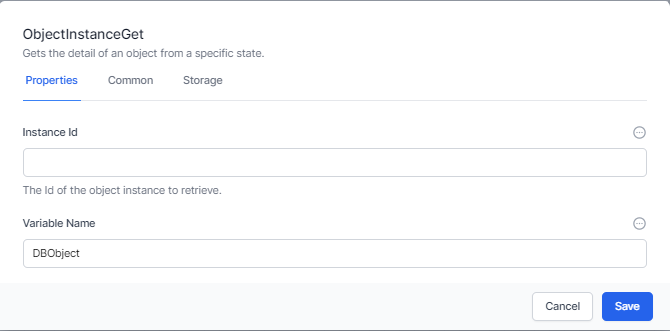 ObjectInstanceGet
Gets the detail of an object from a specific state.
Properties Common Storage
Instance Id
The Id of the object instance to retrieve.
Variable Name
DBObject
Cancel Save